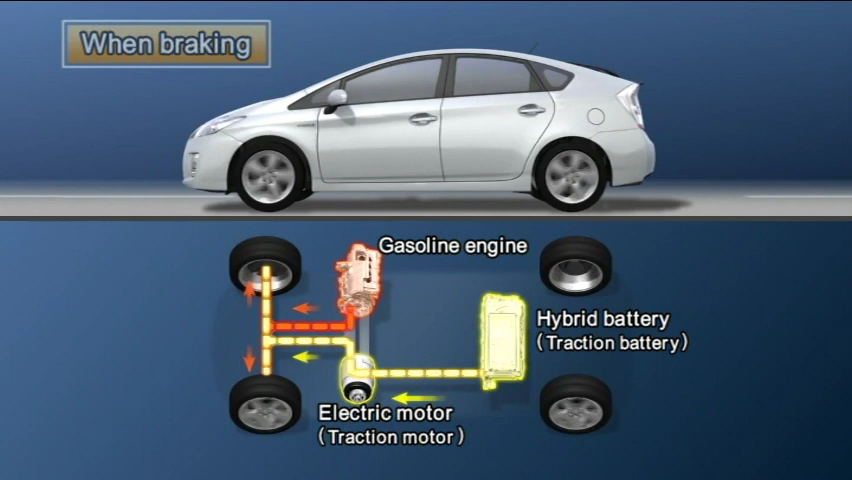 When braking
Gasoline engine
Hybrid battery
(Traction battery)
Electric motor
(Traction motor)